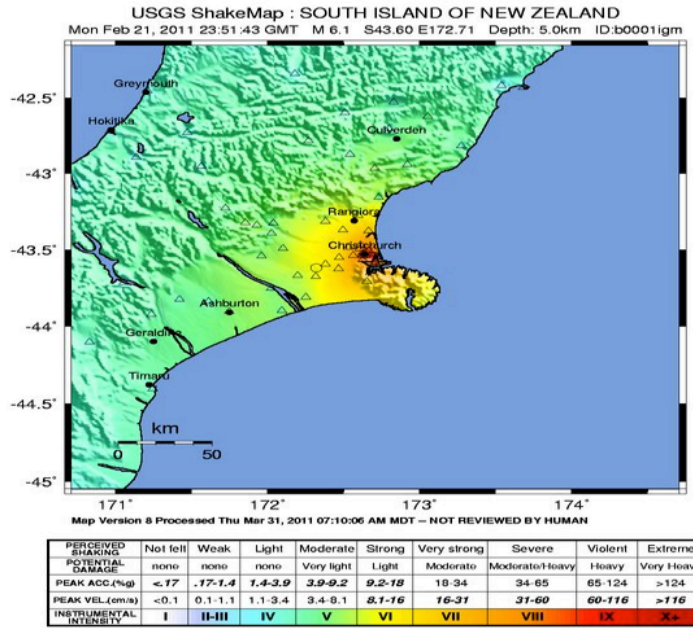 USGS ShakeMap : SOUTH ISLAND OF NEW ZEALAND
Mon Feb 21, 2011 23:51:43 GMT M 6.1 S43.60 E172.71 Depth: 5.0km ID:b0001igm
-42.5
-43
-43.5
-44
-44.5
-45
Greymouth
Hokitika
Culverden
Rangiora
Christchurch
Ashburton
Geraldine
Timaru
km
0 50
171° 172° 173° 174°
Map Version 8 Processed Thu Mar 31, 2011 07:10:06 AM MDT -- NOT REVIEWED BY HUMAN
PERCEIVED SHAKING Not felt Weak Light Moderate Strong Very strong Severe Violent Extreme
POTENTIAL DAMAGE none none none Very light Light Moderate Moderate/Heavy Heavy Very Heavy
PEAK ACC.(%g) <.17 .17-1.4 1.4-3.9 3.9-9.2 9.2-18 18-34 34-65 65-124 >124
PEAK VEL.(cm/s) <0.1 0.1-1.1 1.1-3.4 3.4-8.1 8.1-16 16-31 31-60 60-116 >116
INSTRUMENTAL INTENSITY I II-III IV V VI VII VIII IX X+